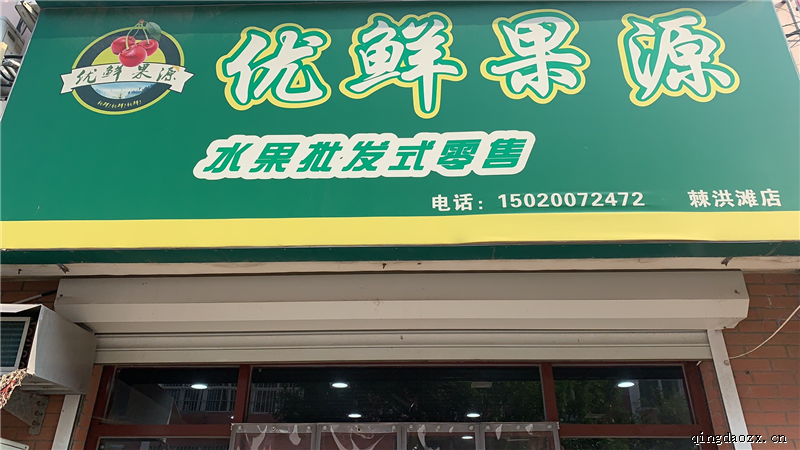 优鲜果源
优鲜果源
水果批发式零售
电话：15020072472 棘洪滩店
qingdaozx.cn